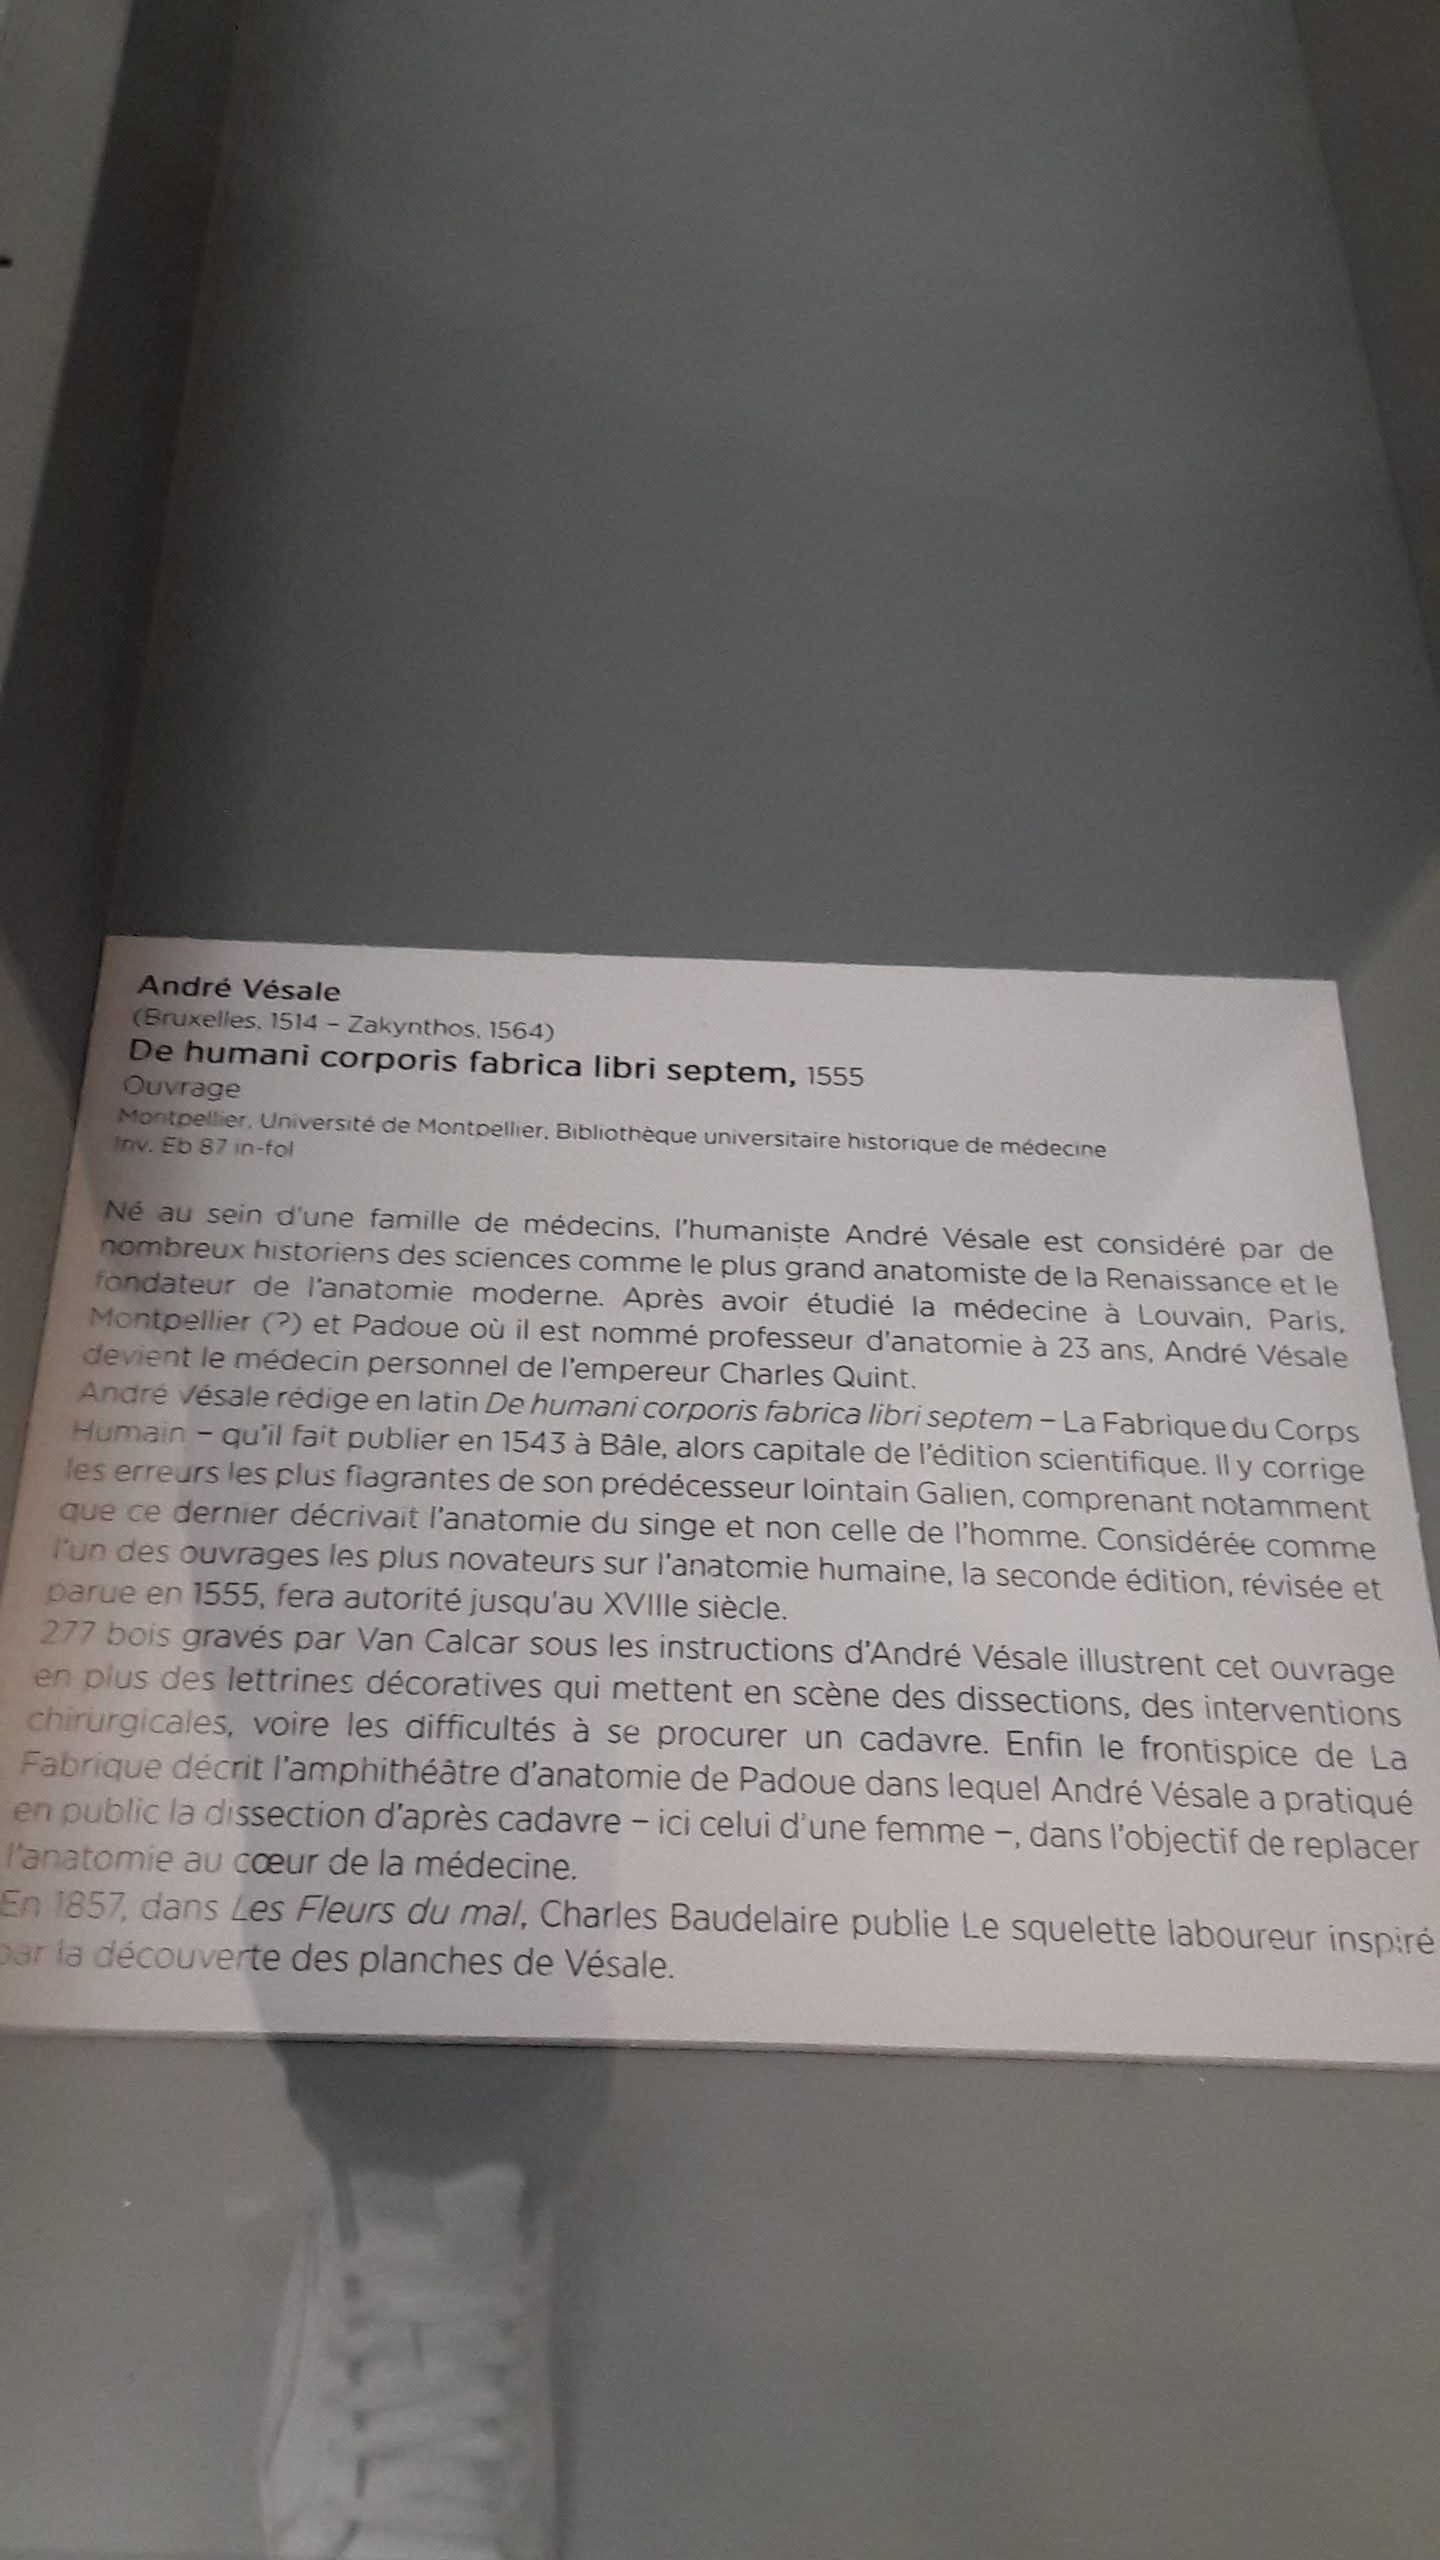 André Vésale
(Bruxelles, 1514 – Zakynthos, 1564)
De humani corporis fabrica libri septem, 1555
Ouvrage
Montpellier, Université de Montpellier, Bibliothèque universitaire historique de médecine
Inv. Eb 87 in-fol
Né au sein d'une famille de médecins, l'humaniste André Vésale est considéré par de
nombreux historiens des sciences comme le plus grand anatomiste de la Renaissance et le
fondateur de l'anatomie moderne. Après avoir étudié la médecine à Louvain, Paris,
Montpellier (?) et Padoue où il est nommé professeur d'anatomie à 23 ans, André Vésale
devient le médecin personnel de l'empereur Charles Quint.
André Vésale rédige en latin De humani corporis fabrica libri septem – La Fabrique du Corps
Humain – qu'il fait publier en 1543 à Bâle, alors capitale de l'édition scientifique. Il y corrige
les erreurs les plus flagrantes de son prédécesseur lointain Galien, comprenant notamment
que ce dernier décrivait l'anatomie du singe et non celle de l'homme. Considérée comme
l'un des ouvrages les plus novateurs sur l'anatomie humaine, la seconde édition, révisée et
parue en 1555, fera autorité jusqu'au XVIIIe siècle.
277 bois gravés par Van Calcar sous les instructions d'André Vésale illustrent cet ouvrage
en plus des lettrines décoratives qui mettent en scène des dissections, des interventions
chirurgicales, voire les difficultés à se procurer un cadavre. Enfin le frontispice de La
Fabrique décrit l'amphithéâtre d'anatomie de Padoue dans lequel André Vésale a pratiqué
en public la dissection d'après cadavre – ici celui d'une femme –, dans l'objectif de replacer
l'anatomie au cœur de la médecine.
En 1857, dans Les Fleurs du mal, Charles Baudelaire publie Le squelette laboureur inspiré
par la découverte des planches de Vésale.